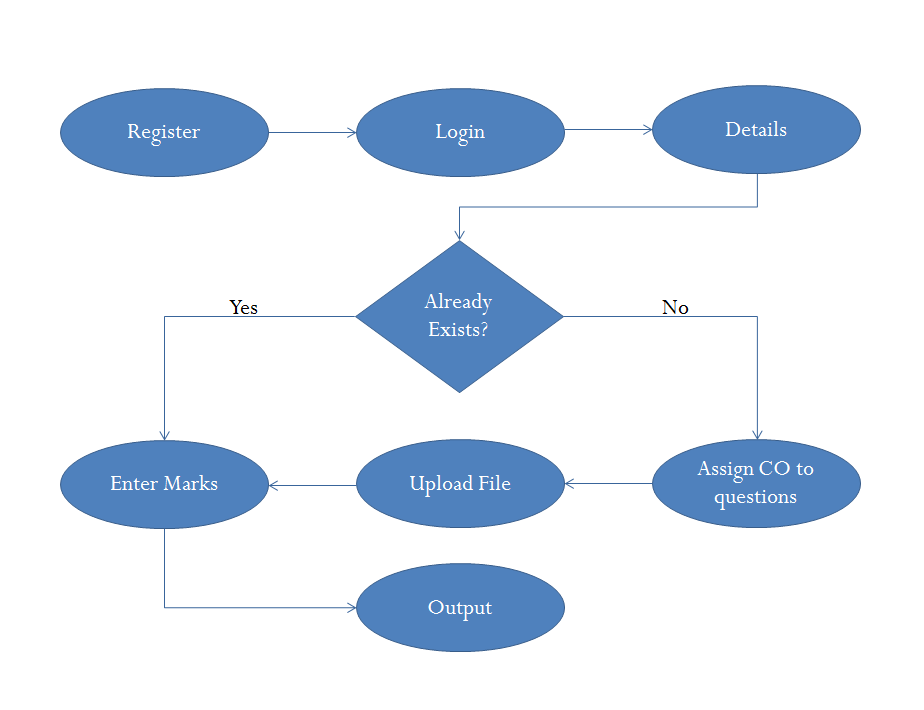 Register
Login
Details
Already
Exists?
Yes
No
Enter Marks
Upload File
Assign CO to
questions
Output